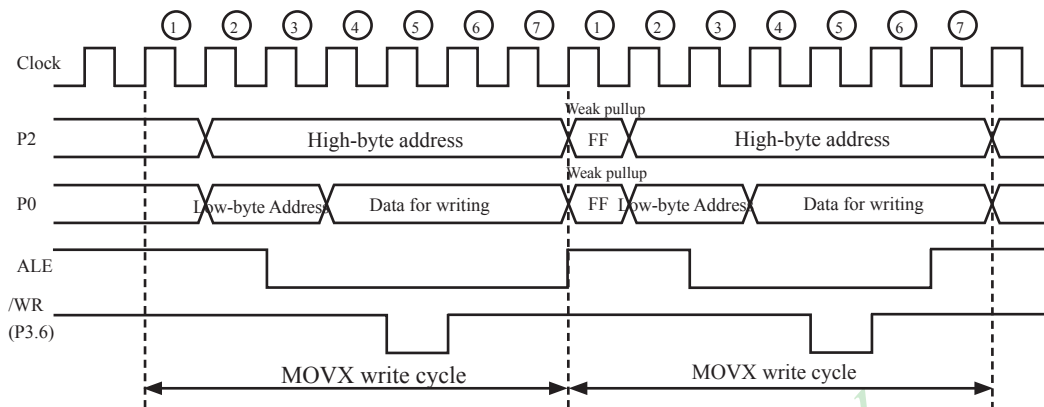 1 2 3 4 5 6 7 1 2 3 4 5 6 7
Clock
Weak pullup
P2 High-byte address FF High-byte address
Weak pullup
P0 Low-byte Address Data for writing FF Low-byte Address Data for writing
ALE
/WR
(P3.6)
MOVX write cycle MOVX write cycle